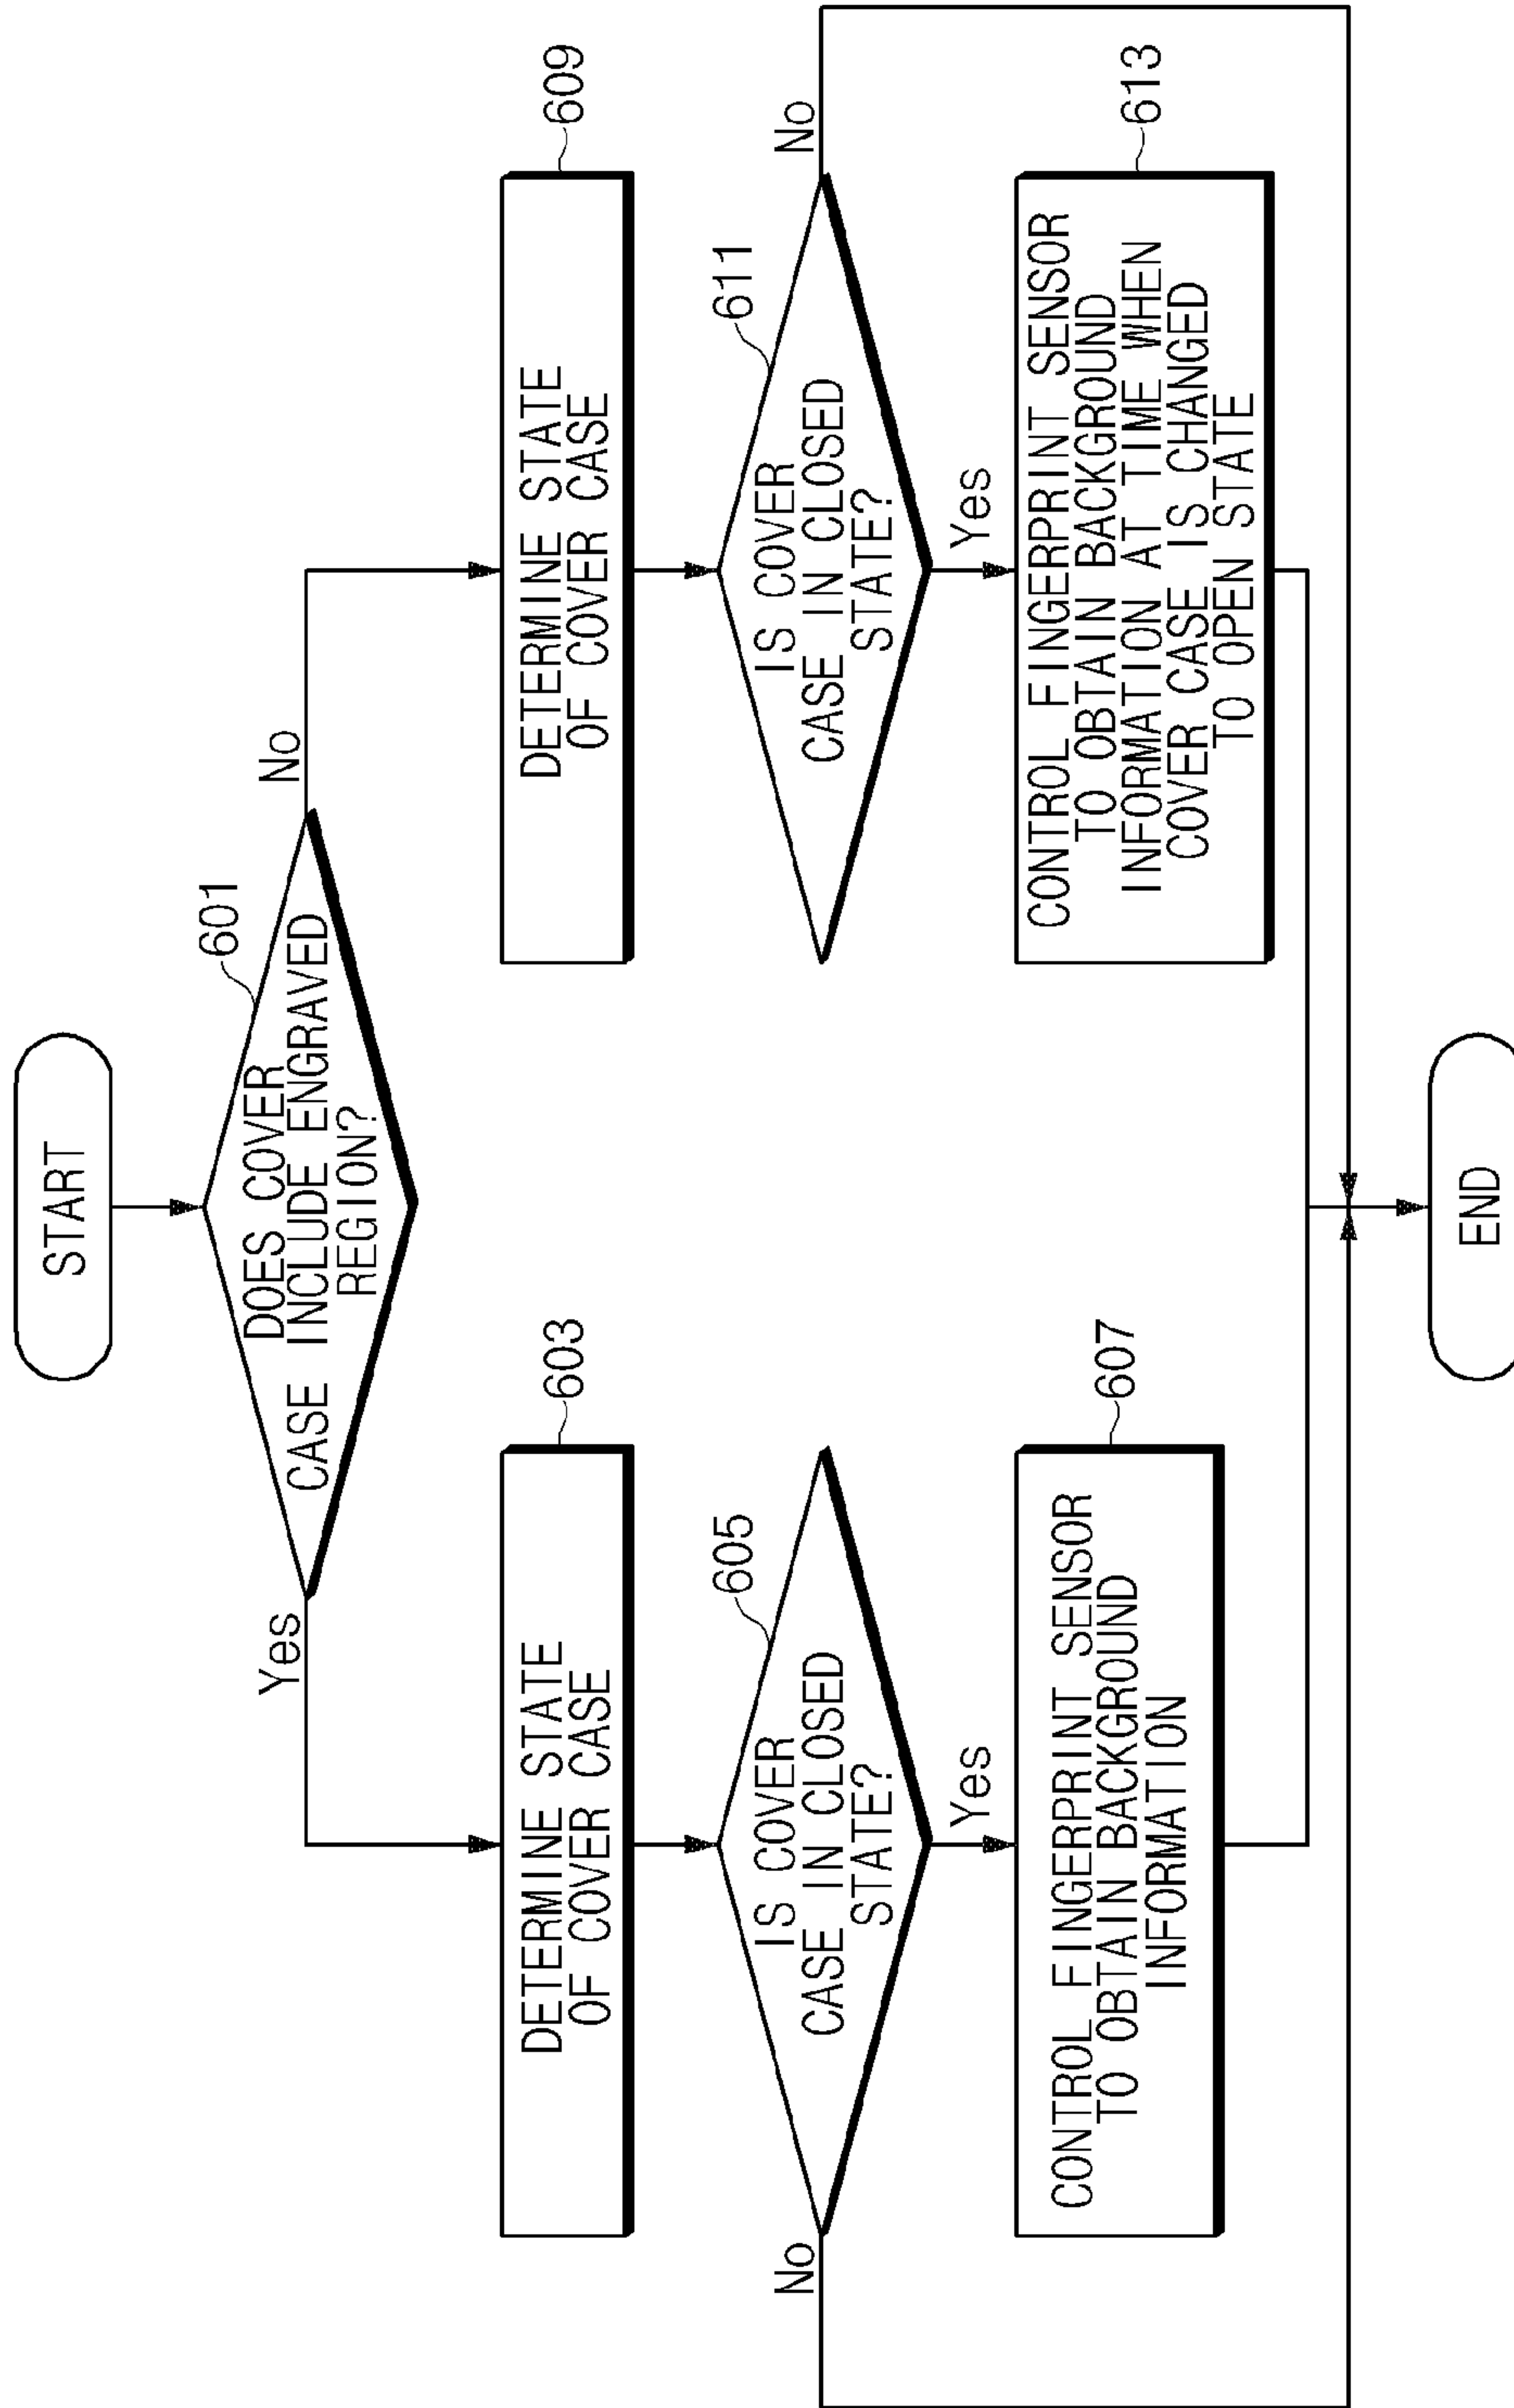 START
601
DOES COVER
CASE INCLUDE ENGRAVED
REGION?
Yes
No
603
DETERMINE STATE
OF COVER CASE
605
IS COVER
CASE IN CLOSED
STATE?
No
Yes
607
CONTROL FINGERPRINT SENSOR
TO OBTAIN BACKGROUND
INFORMATION
609
DETERMINE STATE
OF COVER CASE
611
IS COVER
CASE IN CLOSED
STATE?
No
Yes
613
CONTROL FINGERPRINT SENSOR
TO OBTAIN BACKGROUND
INFORMATION AT TIME WHEN
COVER CASE IS CHANGED
TO OPEN STATE
END